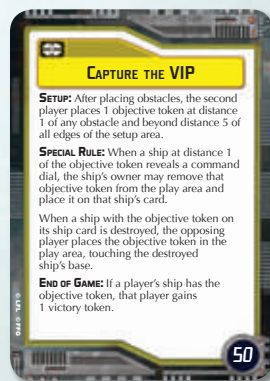 CAPTURE THE VIP
SETUP: After placing obstacles, the second
player places 1 objective token at distance
1 of any obstacle and beyond distance 5 of
all edges of the setup area.
SPECIAL RULE: When a ship at distance 1
of the objective token reveals a command
dial, the ship's owner may remove that
objective token from the play area and
place it on that ship's card.
When a ship with the objective token on
its ship card is destroyed, the opposing
player places the objective token in the
play area, touching the destroyed
ship's base.
END OF GAME: If a player's ship has the
objective token, that player gains
1 victory token.
© LFL © FFG
50